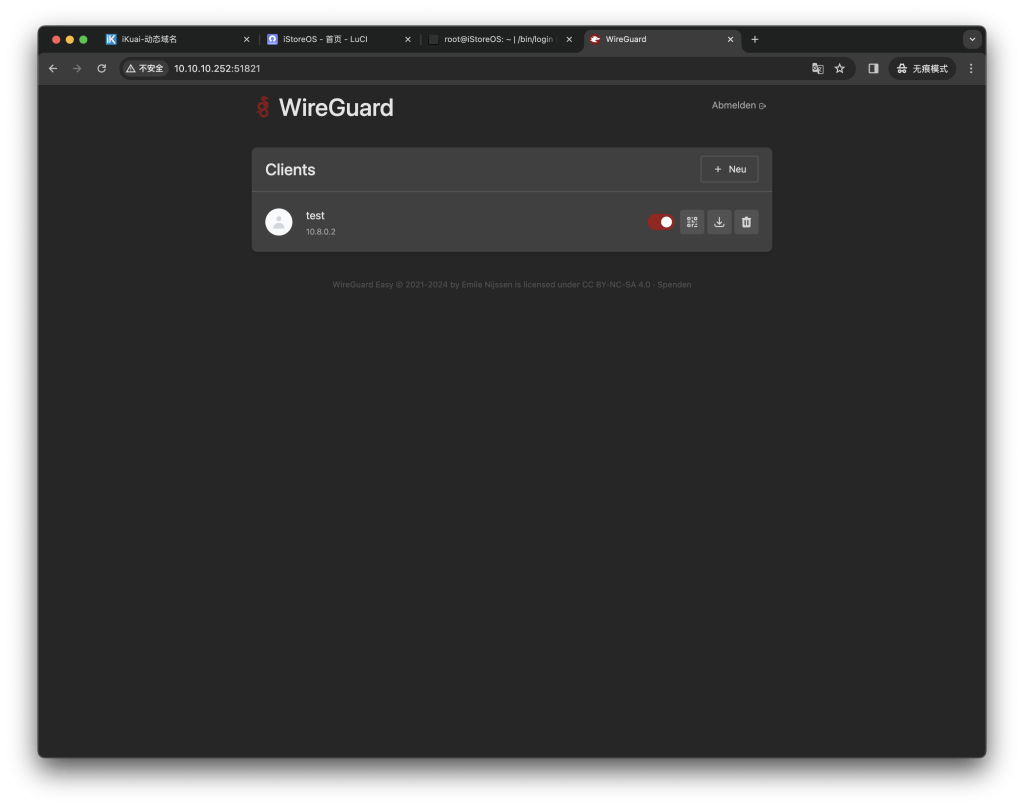 iKuai-动态域名
iStoreOS - 首页 - LuCI
root@iStoreOS: ~ | /bin/login
WireGuard
不安全
10.10.10.252:51821
无痕模式
WireGuard
Abmelden
Clients
+ Neu
test
10.8.0.2
WireGuard Easy © 2021-2024 by Emile Nijssen is licensed under CC BY-NC-SA 4.0 · Spenden